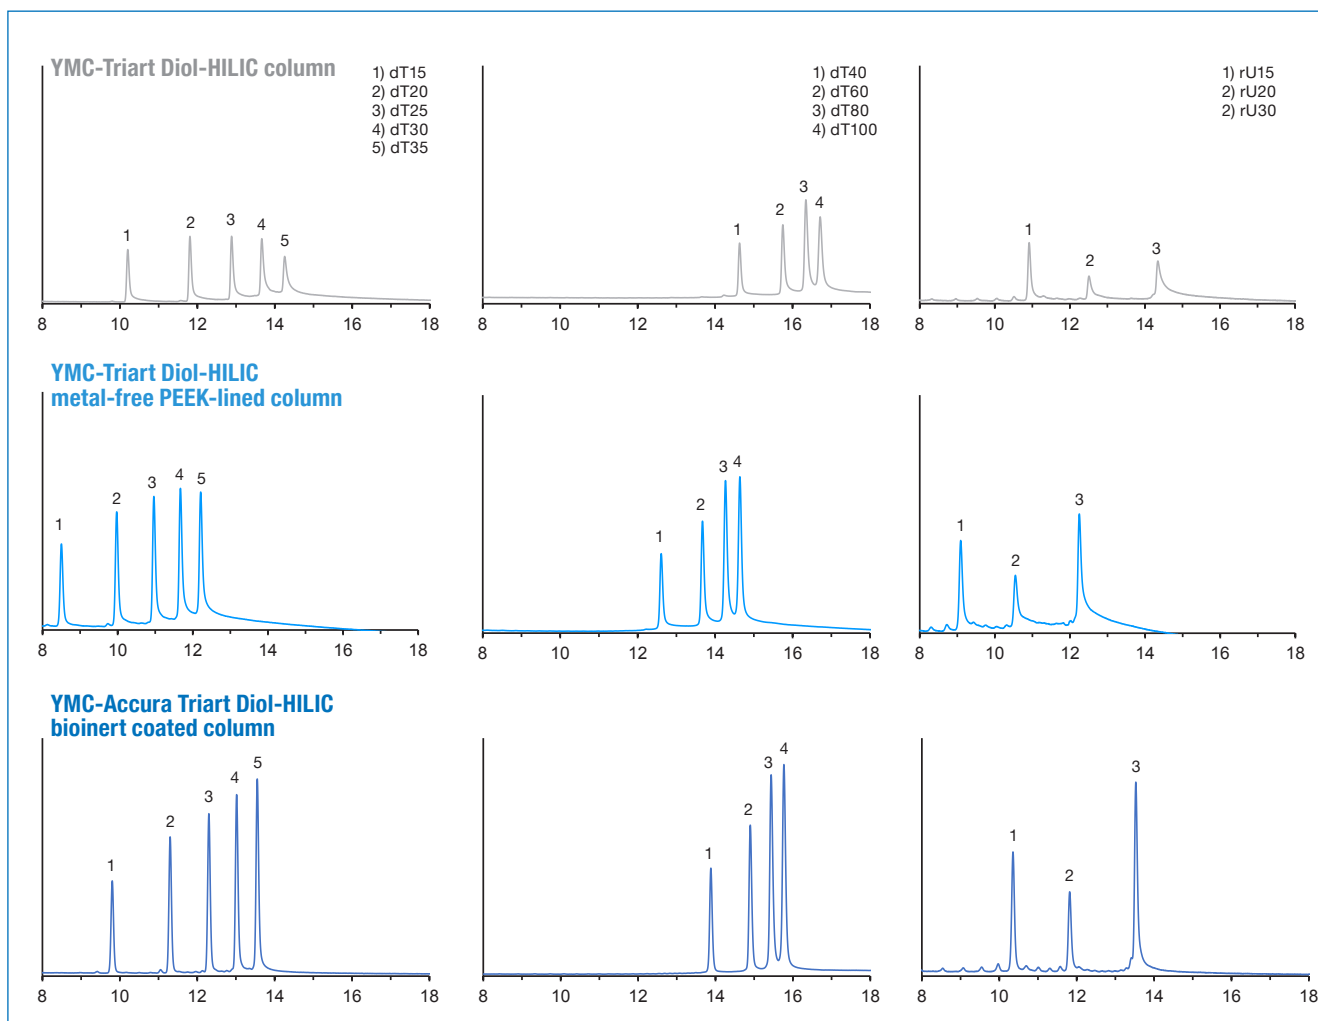 YMC-Triart Diol-HILIC column
1) dT15
2) dT20
3) dT25
4) dT30
5) dT35
1
2
3
4
5
8 10 12 14 16 18
1) dT40
2) dT60
3) dT80
4) dT100
1
2
3
4
8 10 12 14 16 18
1) rU15
2) rU20
2) rU30
1
2
3
8 10 12 14 16 18
YMC-Triart Diol-HILIC
metal-free PEEK-lined column
1
2
3
4
5
8 10 12 14 16 18
1
2
3
4
8 10 12 14 16 18
1
2
3
8 10 12 14 16 18
YMC-Accura Triart Diol-HILIC
bioinert coated column
1
2
3
4
5
8 10 12 14 16 18
1
2
3
4
8 10 12 14 16 18
1
2
3
8 10 12 14 16 18